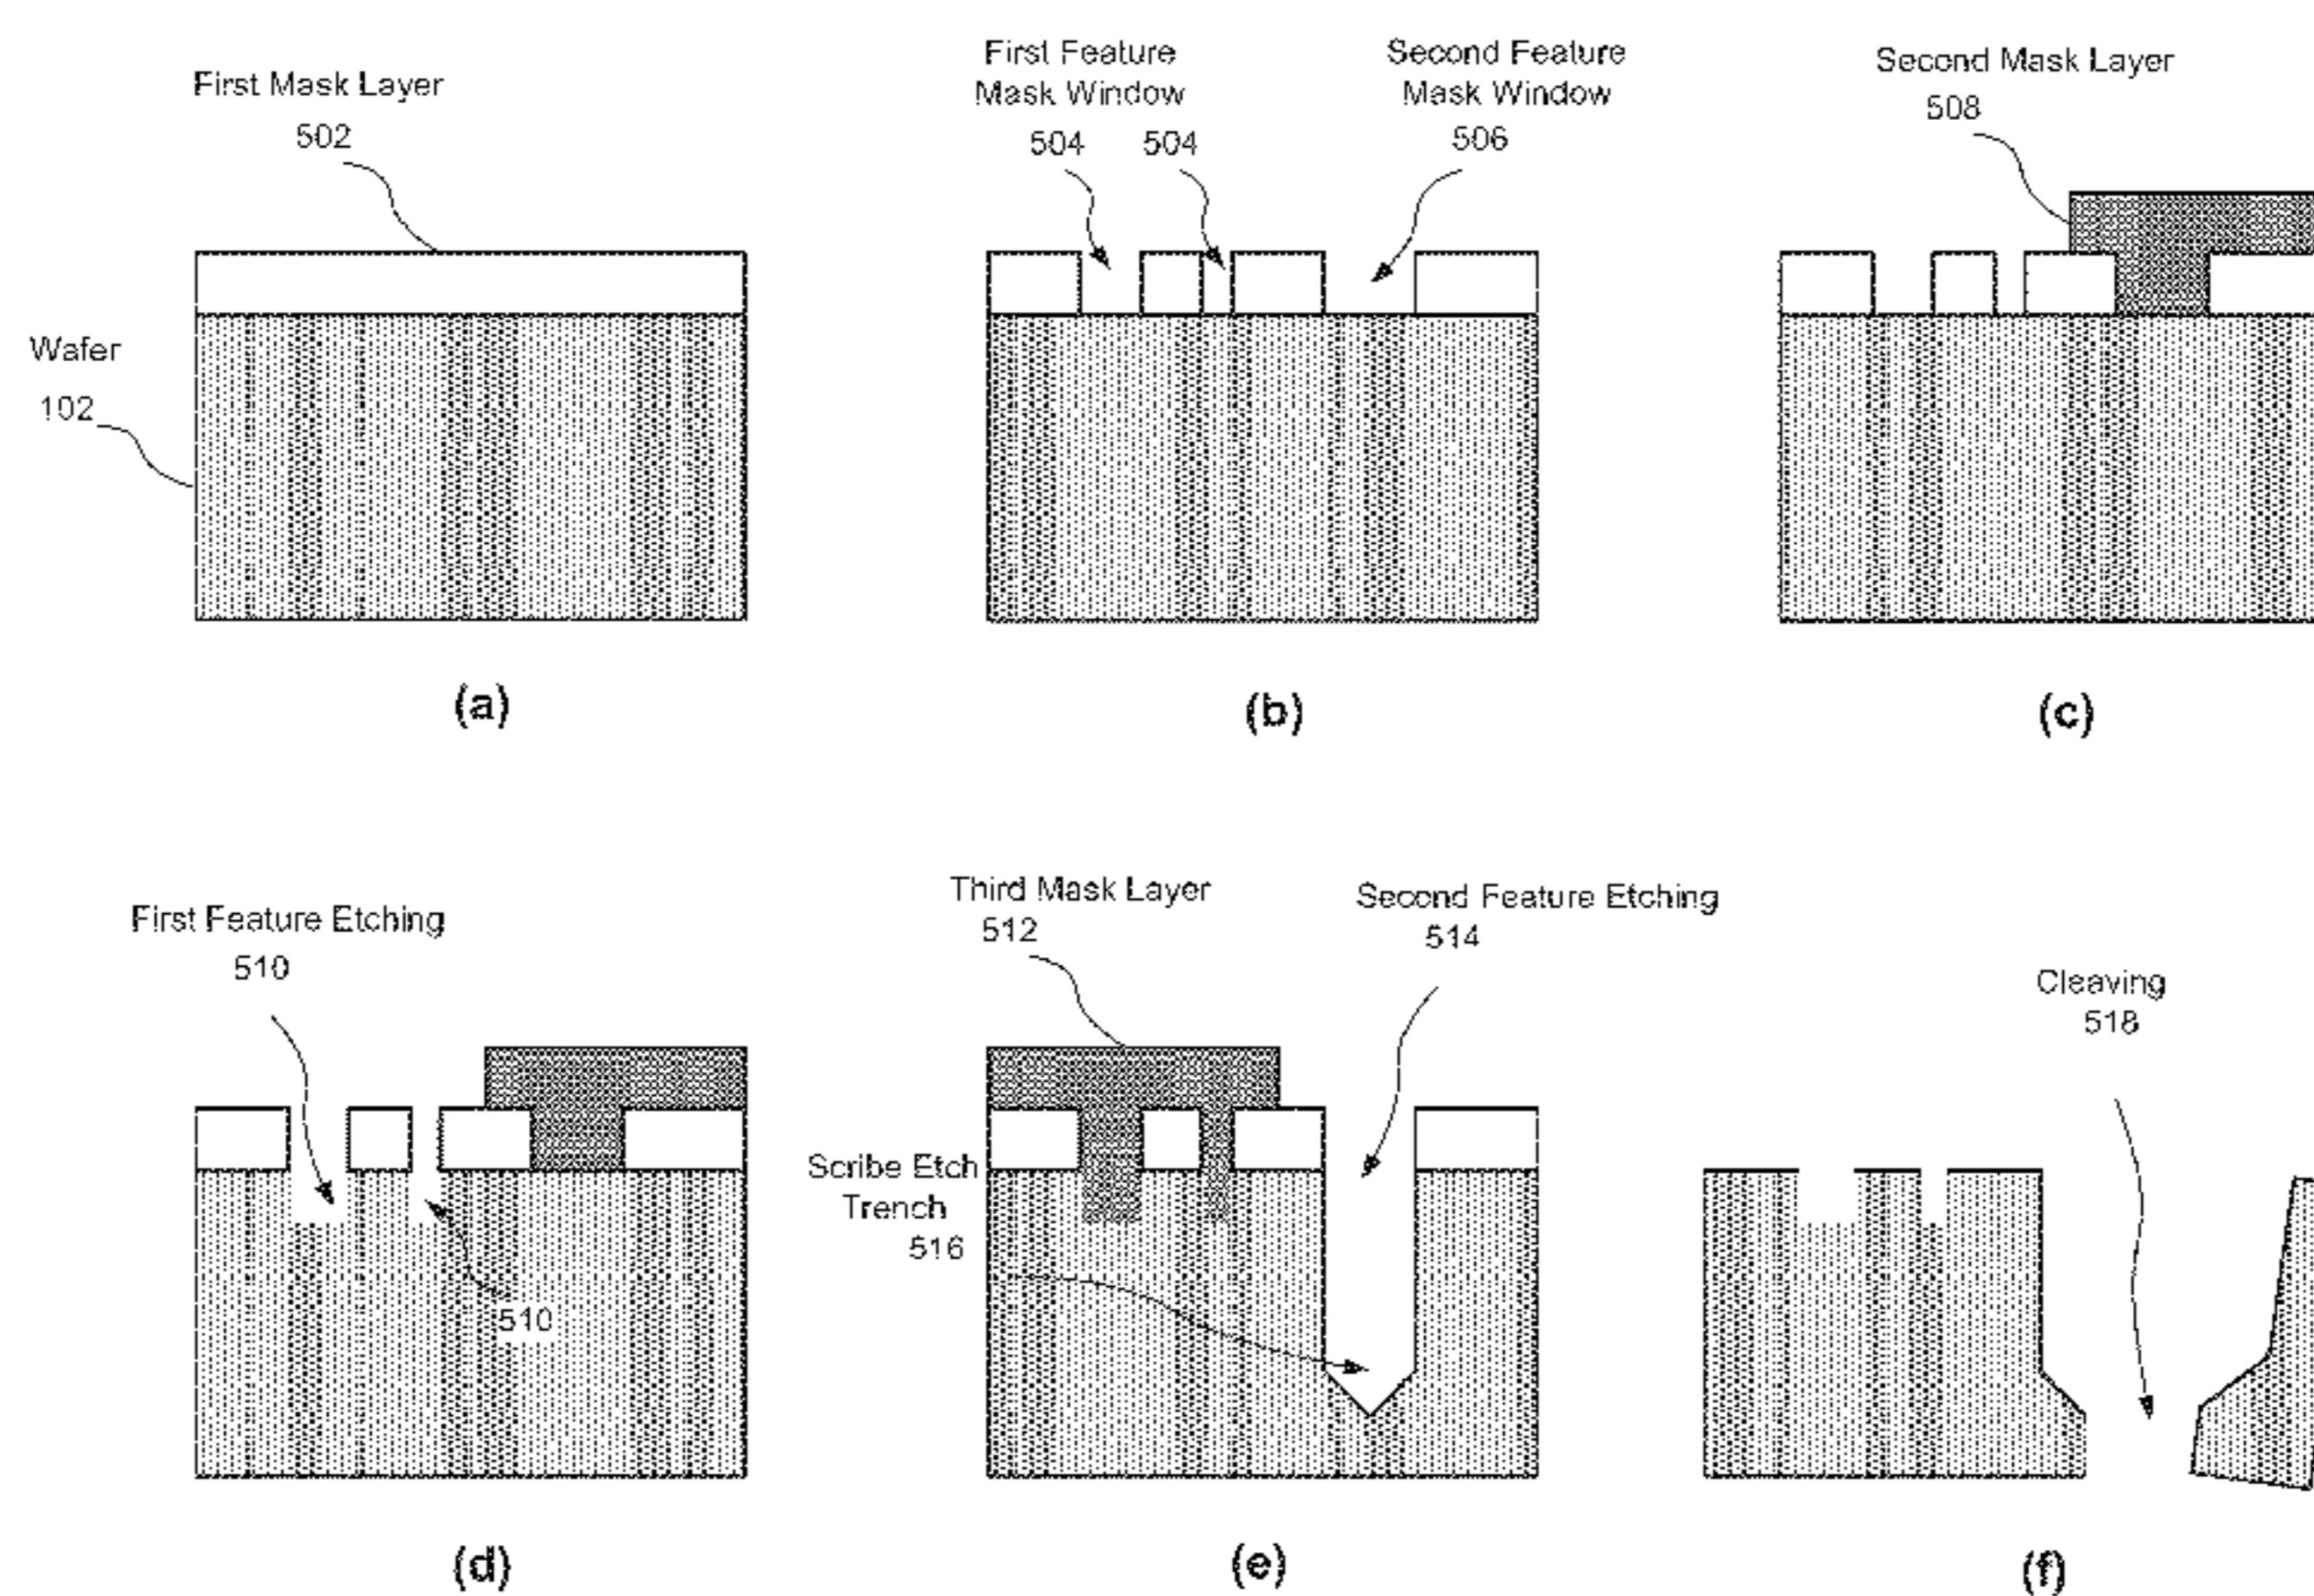 First Mask Layer
502
Wafer
102
(a)
First Feature
Mask Window
504 504
Second Feature
Mask Window
506
(b)
Second Mask Layer
508
(c)
First Feature Etching
510
510
(d)
Third Mask Layer
512
Second Feature Etching
514
Scribe Etch
Trench
516
(e)
Cleaving
518
(f)